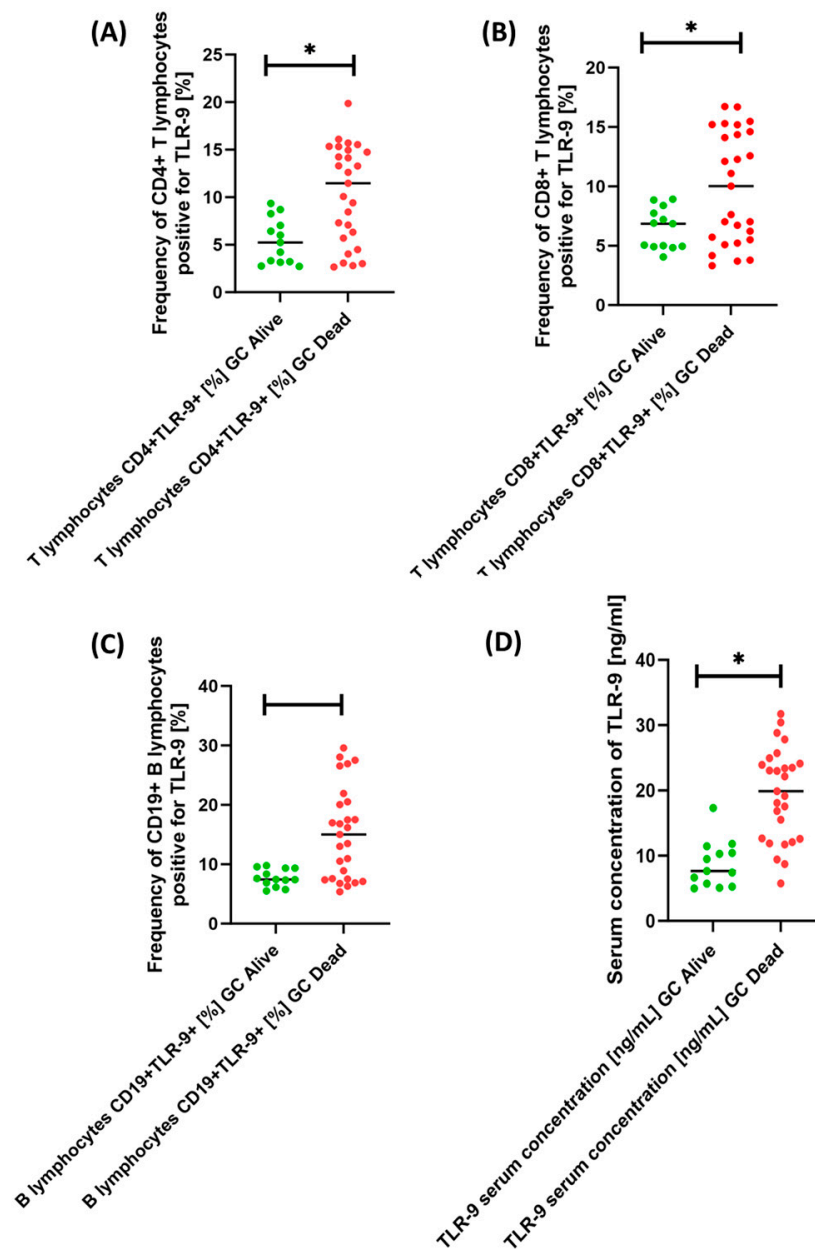 (A)
*
Frequency of CD4+ T lymphocytes
positive for TLR-9 [%]
25
20
15
10
5
0
T lymphocytes CD4+TLR-9+ [%] GC Alive
T lymphocytes CD4+TLR-9+ [%] GC Dead
(B)
*
Frequency of CD8+ T lymphocytes
positive for TLR-9 [%]
20
15
10
5
0
T lymphocytes CD8+TLR-9+ [%] GC Alive
T lymphocytes CD8+TLR-9+ [%] GC Dead
(C)
Frequency of CD19+ B lymphocytes
positive for TLR-9 [%]
40
30
20
10
0
B lymphocytes CD19+TLR-9+ [%] GC Alive
B lymphocytes CD19+TLR-9+ [%] GC Dead
(D)
*
Serum concentration of TLR-9 [ng/ml]
40
30
20
10
0
TLR-9 serum concentration [ng/mL] GC Alive
TLR-9 serum concentration [ng/mL] GC Dead